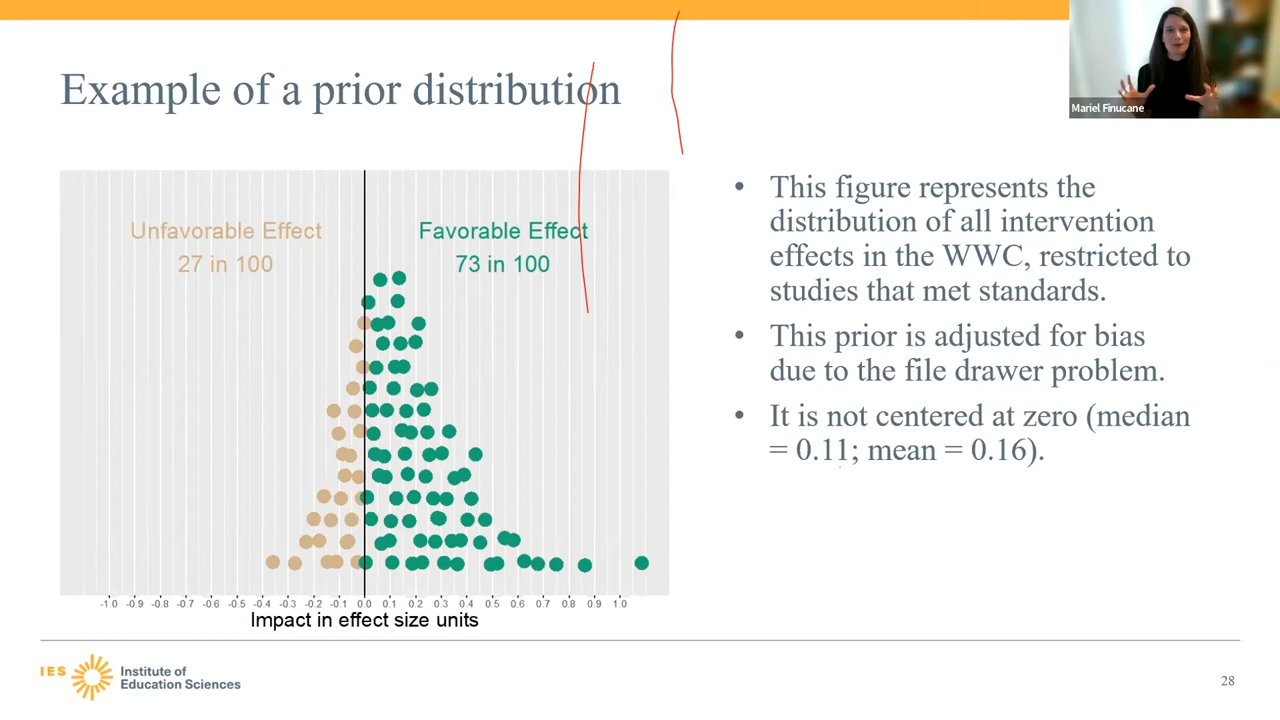 Example of a prior distribution
Mariel Finucane
Unfavorable Effect
27 in 100
Favorable Effect
73 in 100
-1.0 -0.9 -0.8 -0.7 -0.6 -0.5 -0.4 -0.3 -0.2 -0.1 0.0 0.1 0.2 0.3 0.4 0.5 0.6 0.7 0.8 0.9 1.0
Impact in effect size units
• This figure represents the
distribution of all intervention
effects in the WWC, restricted to
studies that met standards.
• This prior is adjusted for bias
due to the file drawer problem.
• It is not centered at zero (median
= 0.11; mean = 0.16).
IES
Institute of
Education Sciences
28